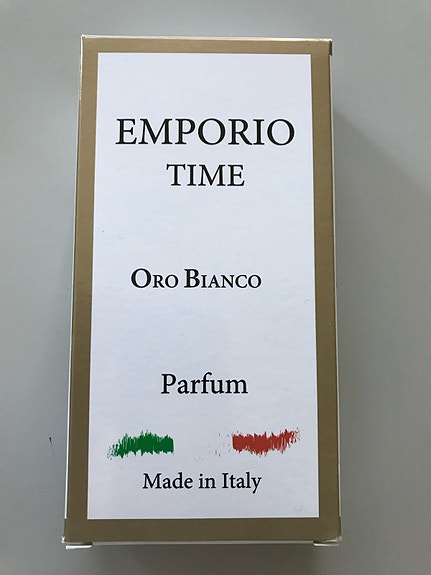 EMPORIO
TIME
ORO BIANCO
Parfum
Made in Italy